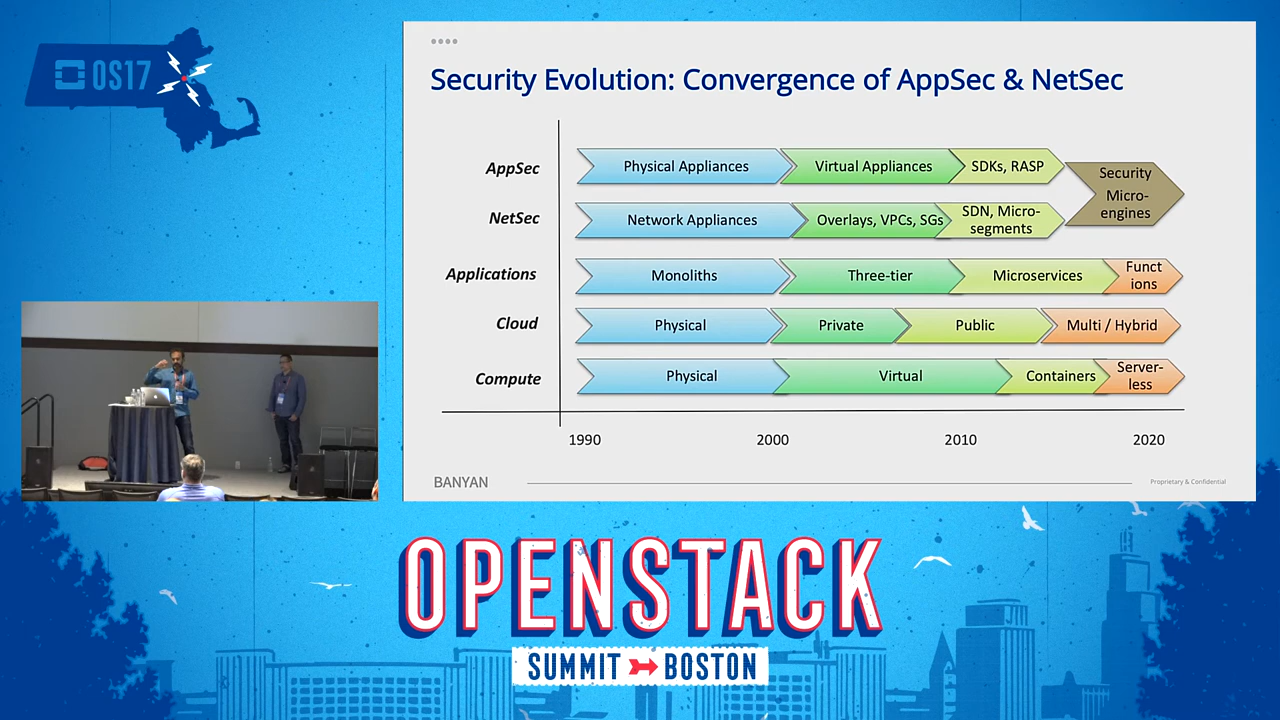 OS17
Security Evolution: Convergence of AppSec & NetSec
AppSec
Physical Appliances
Virtual Appliances
SDKs, RASP
Security
Micro-
engines
NetSec
Network Appliances
Overlays, VPCs, SGs
SDN, Micro-
segments
Applications
Monoliths
Three-tier
Microservices
Funct
ions
Cloud
Physical
Private
Public
Multi / Hybrid
Compute
Physical
Virtual
Containers
Server-
less
1990
2000
2010
2020
BANYAN
Proprietary & Confidential
OPENSTACK
SUMMIT BOSTON